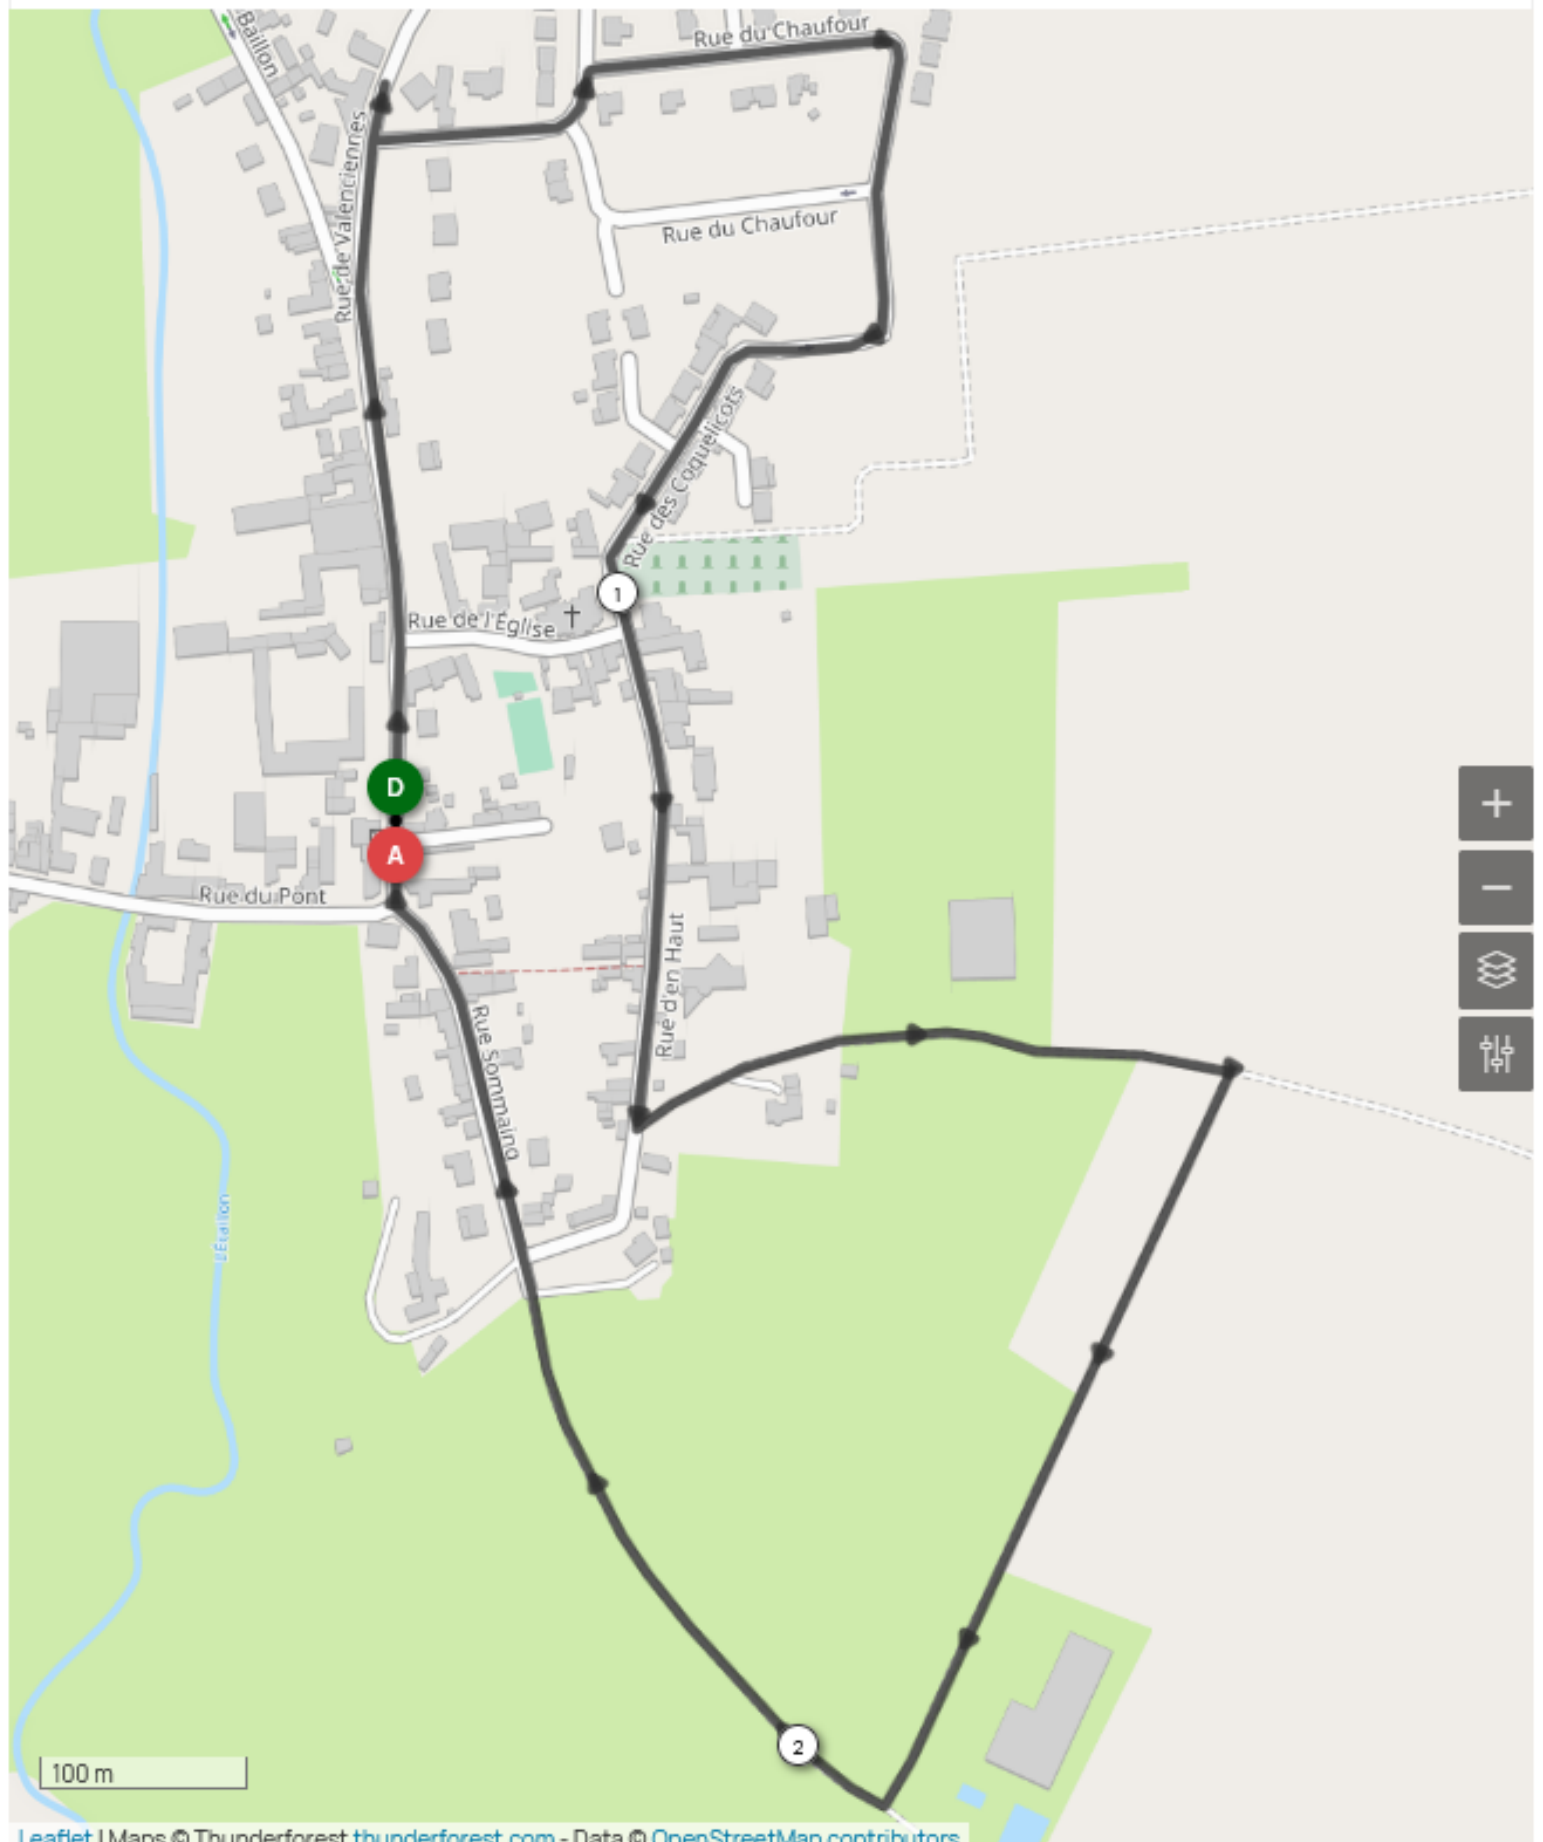 Baillon
Rue du Chaufour
Rue de Valenciennes
Rue du Chaufour
Rue des Coquelicots
1
Rue de l'Église
D
A
Rue du Pont
Rue d'en Haut
Rue Sommaing
L'Étaillon
2
100 m
+
−
Leaflet | Maps © Thunderforest thunderforest.com - Data © OpenStreetMap contributors